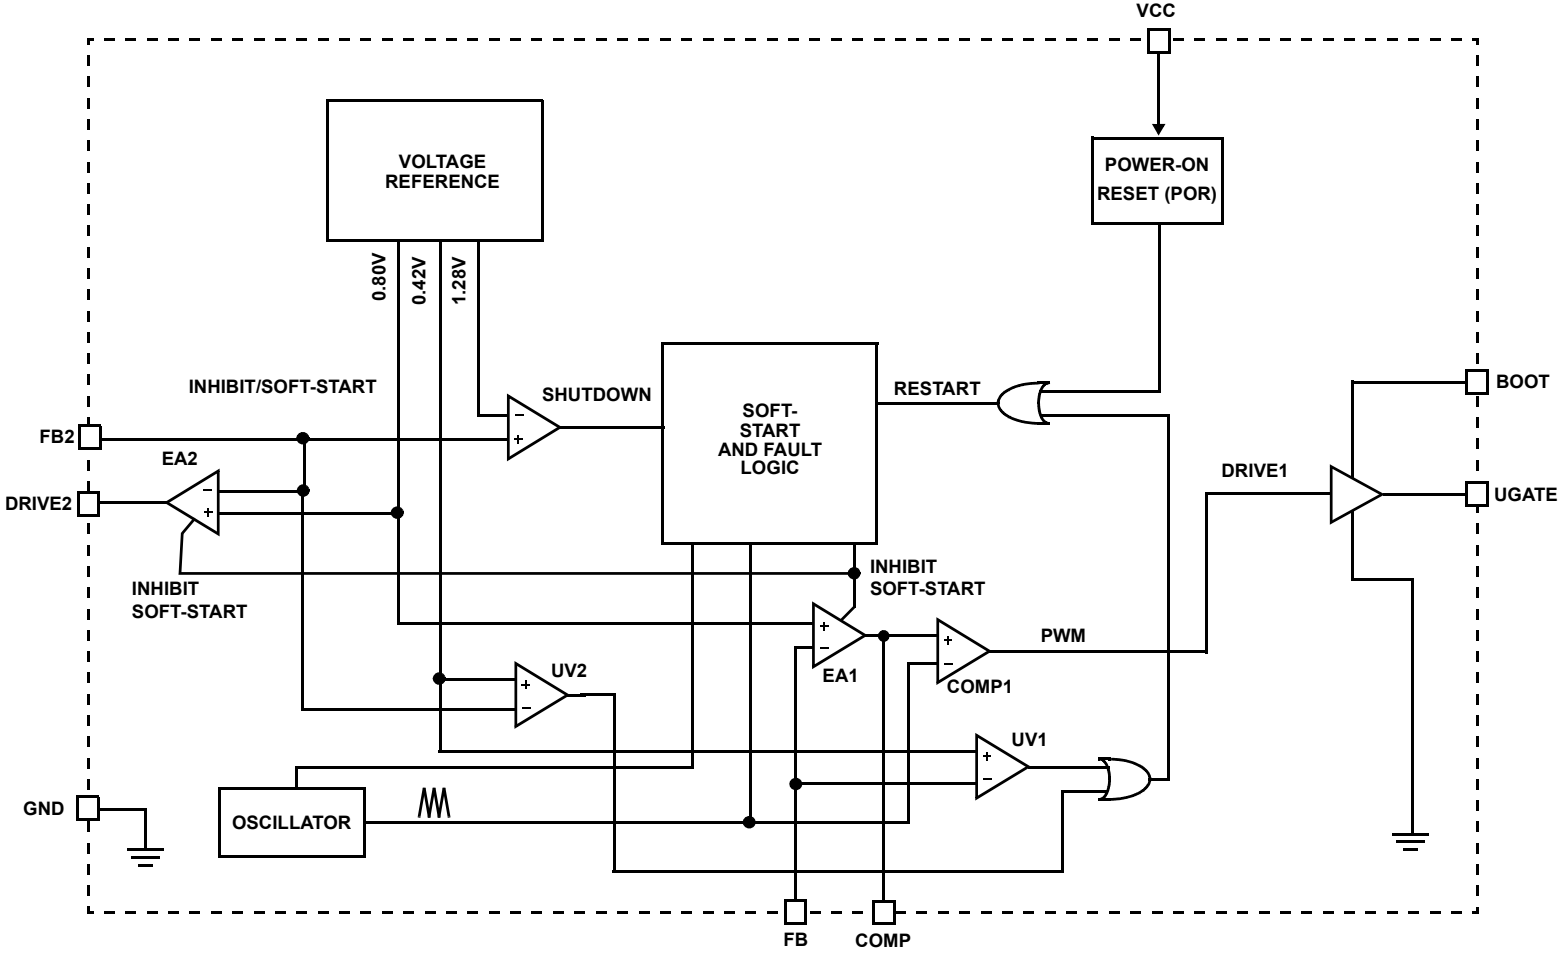 VCC
VOLTAGE
REFERENCE
POWER-ON
RESET (POR)
0.80V
0.42V
1.28V
INHIBIT/SOFT-START
SHUTDOWN
SOFT-
START
AND FAULT
LOGIC
RESTART
BOOT
FB2
EA2
-
+
-
+
DRIVE2
DRIVE1
UGATE
INHIBIT
SOFT-START
INHIBIT
SOFT-START
+
-
EA1
+
-
COMP1
PWM
UV2
+
-
UV1
+
-
GND
OSCILLATOR
FB
COMP